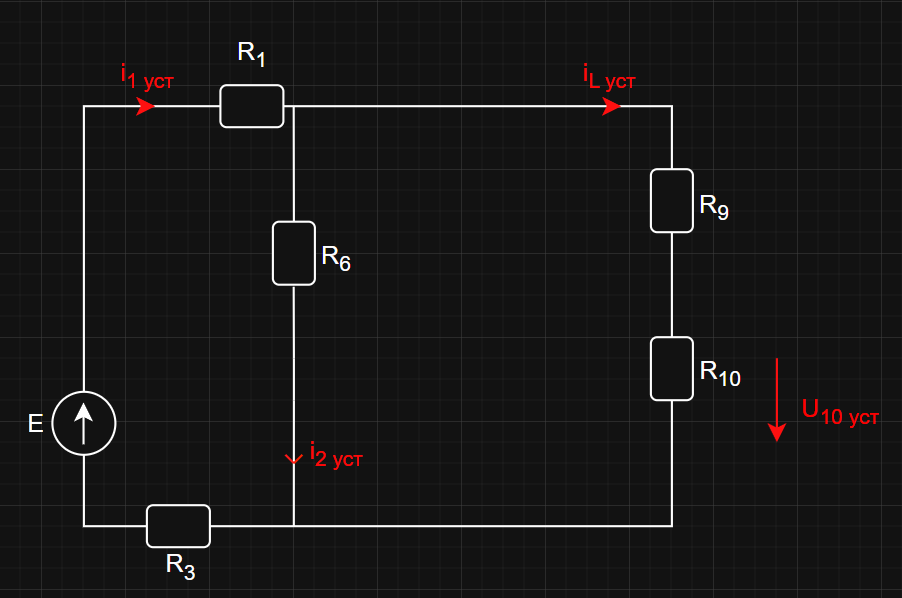 R1
i1 уст
iL уст
R9
R6
R10
U10 уст
E
i2 уст
R3